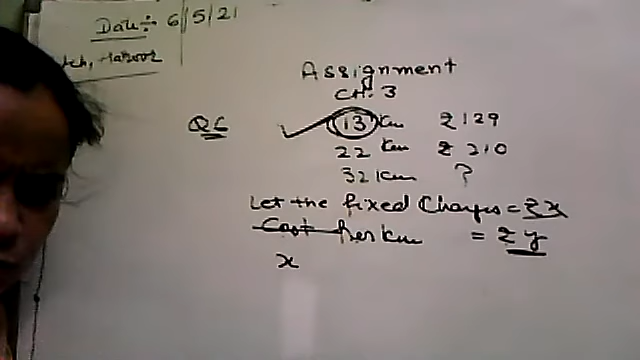 Date ÷ 6/5/21
Assignment
CH. 3
Q6 13 km ₹129
22 km ₹210
32 km ?
Let the fixed Charges = ₹x
Cost Per km = ₹y
x